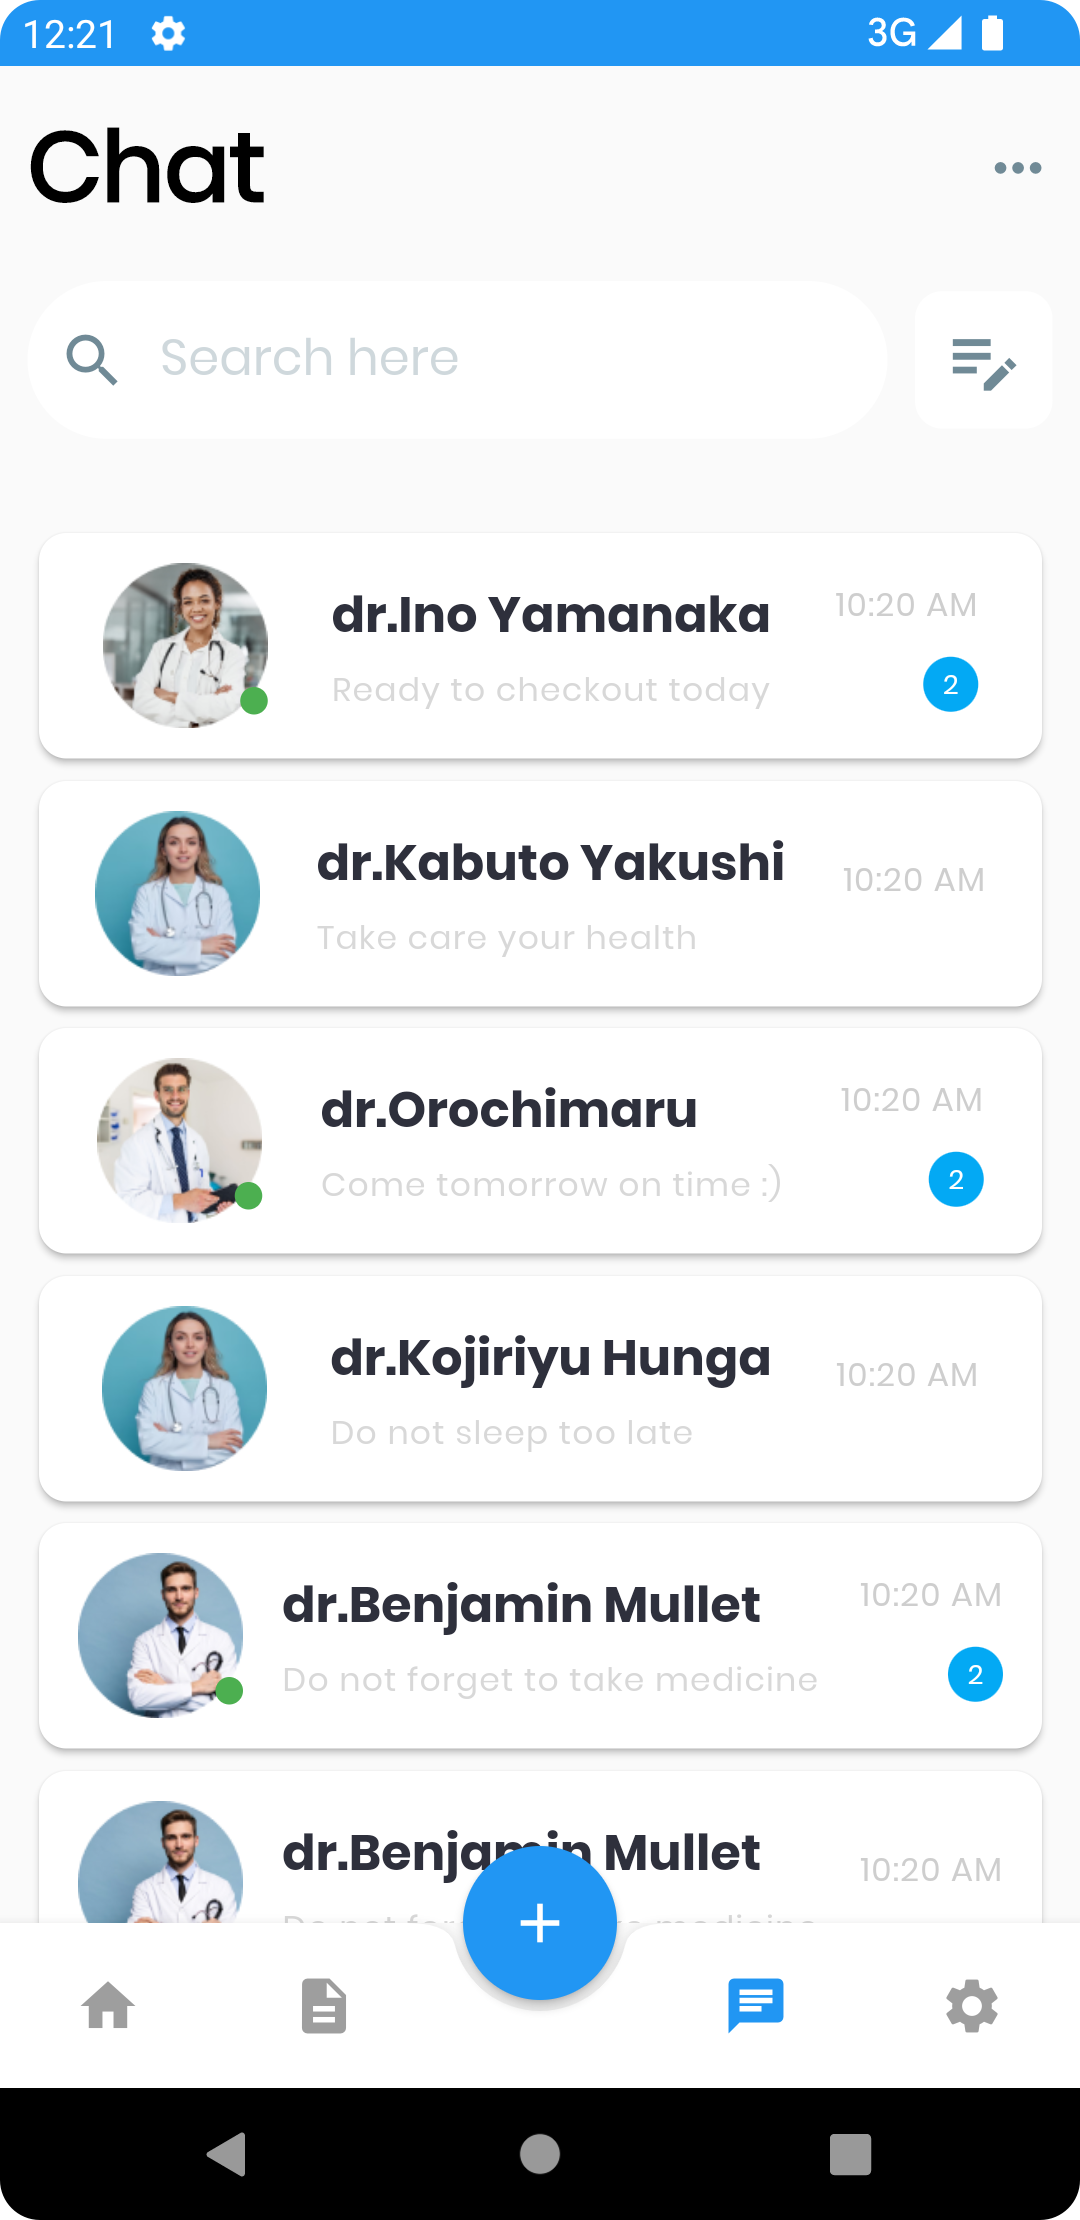 12:21 3G
Chat
Search here
dr.Ino Yamanaka 10:20 AM
Ready to checkout today 2
dr.Kabuto Yakushi 10:20 AM
Take care your health
dr.Orochimaru 10:20 AM
Come tomorrow on time :) 2
dr.Kojiriyu Hunga 10:20 AM
Do not sleep too late
dr.Benjamin Mullet 10:20 AM
Do not forget to take medicine 2
dr.Benjamin Mullet 10:20 AM